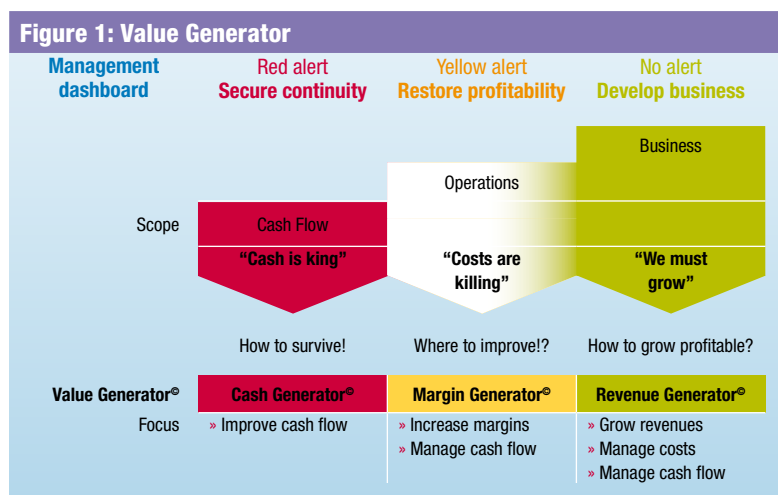 Figure 1: Value Generator
Management
dashboard
Red alert
Secure continuity
Yellow alert
Restore profitability
No alert
Develop business
Business
Operations
Scope
Cash Flow
“Cash is king”
“Costs are
killing”
“We must
grow”
How to survive!
Where to improve!?
How to grow profitable?
Value Generator©
Cash Generator©
Margin Generator©
Revenue Generator©
Focus
» Improve cash flow
» Increase margins
» Manage cash flow
» Grow revenues
» Manage costs
» Manage cash flow